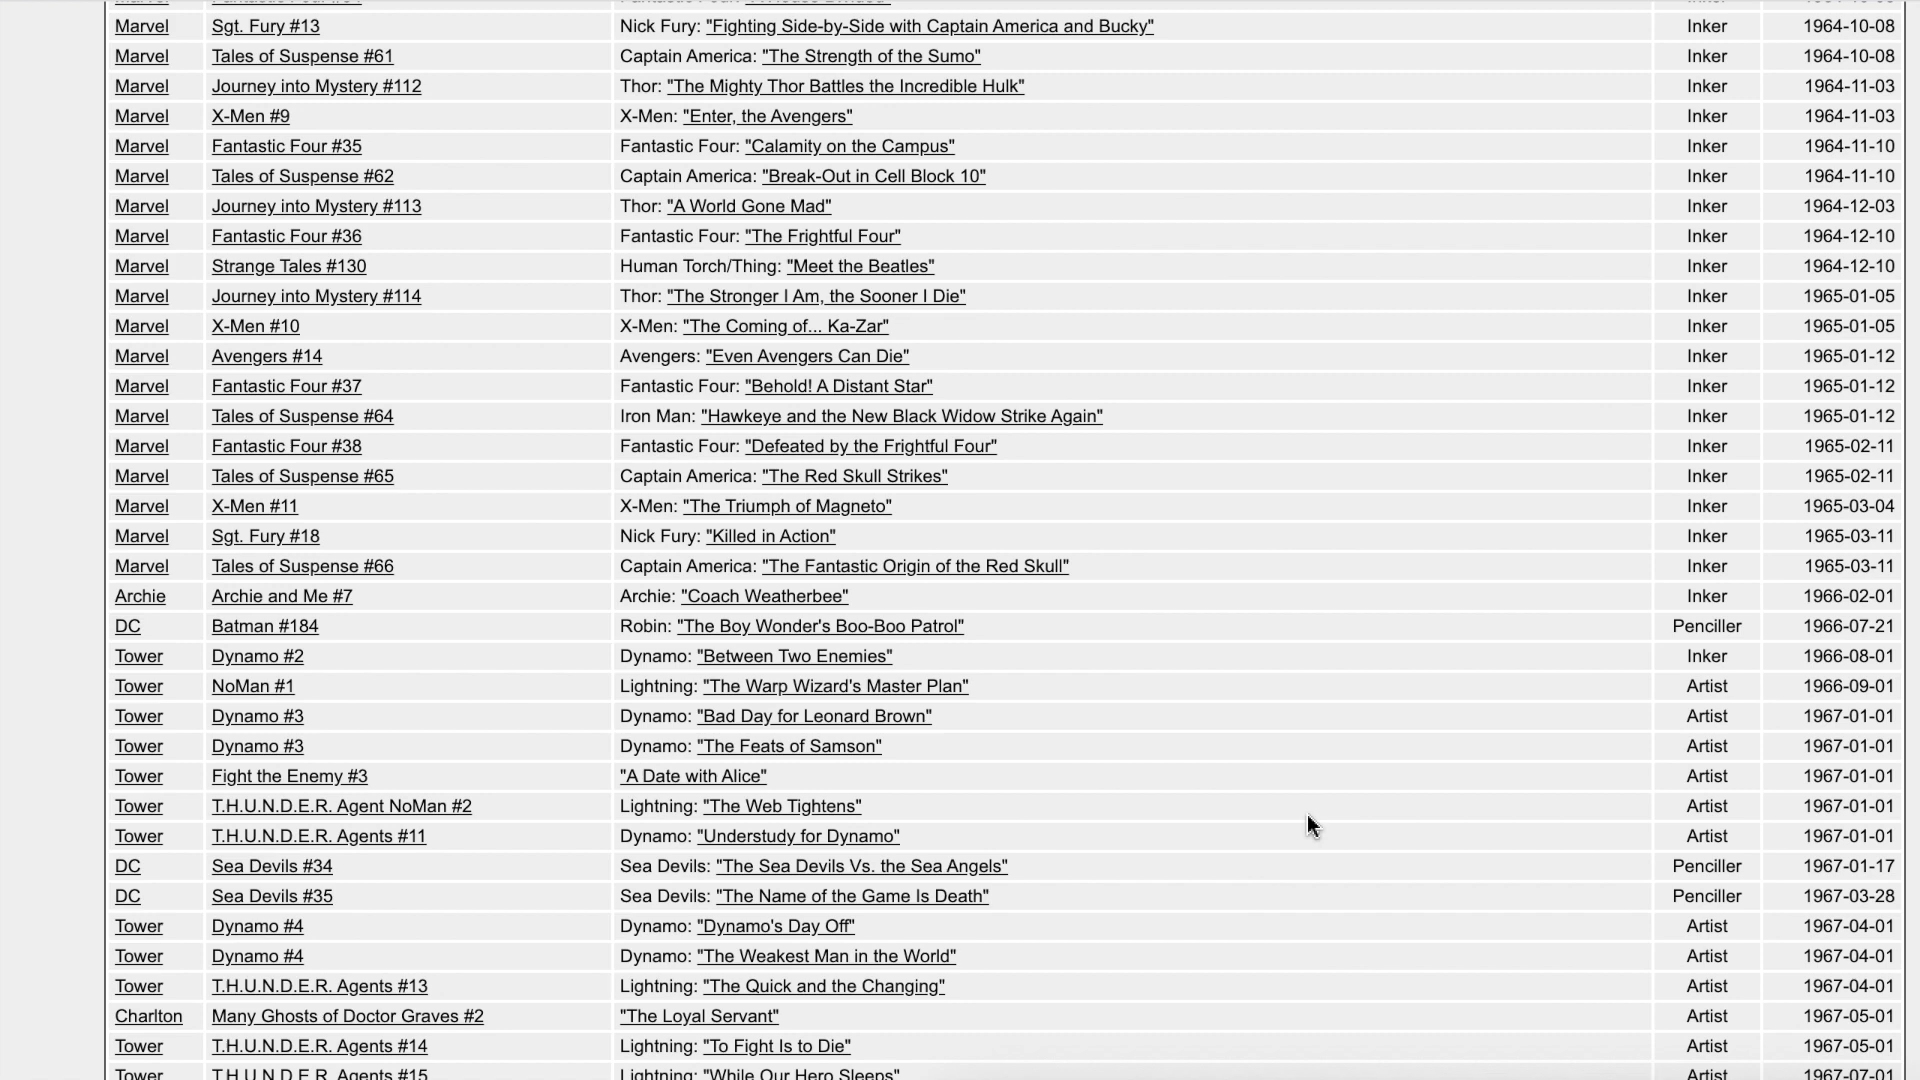 Marvel Sgt. Fury #13 Nick Fury: "Fighting Side-by-Side with Captain America and Bucky" Inker 1964-10-08
Marvel Tales of Suspense #61 Captain America: "The Strength of the Sumo" Inker 1964-10-08
Marvel Journey into Mystery #112 Thor: "The Mighty Thor Battles the Incredible Hulk" Inker 1964-11-03
Marvel X-Men #9 X-Men: "Enter, the Avengers" Inker 1964-11-03
Marvel Fantastic Four #35 Fantastic Four: "Calamity on the Campus" Inker 1964-11-10
Marvel Tales of Suspense #62 Captain America: "Break-Out in Cell Block 10" Inker 1964-11-10
Marvel Journey into Mystery #113 Thor: "A World Gone Mad" Inker 1964-12-03
Marvel Fantastic Four #36 Fantastic Four: "The Frightful Four" Inker 1964-12-10
Marvel Strange Tales #130 Human Torch/Thing: "Meet the Beatles" Inker 1964-12-10
Marvel Journey into Mystery #114 Thor: "The Stronger I Am, the Sooner I Die" Inker 1965-01-05
Marvel X-Men #10 X-Men: "The Coming of... Ka-Zar" Inker 1965-01-05
Marvel Avengers #14 Avengers: "Even Avengers Can Die" Inker 1965-01-12
Marvel Fantastic Four #37 Fantastic Four: "Behold! A Distant Star" Inker 1965-01-12
Marvel Tales of Suspense #64 Iron Man: "Hawkeye and the New Black Widow Strike Again" Inker 1965-01-12
Marvel Fantastic Four #38 Fantastic Four: "Defeated by the Frightful Four" Inker 1965-02-11
Marvel Tales of Suspense #65 Captain America: "The Red Skull Strikes" Inker 1965-02-11
Marvel X-Men #11 X-Men: "The Triumph of Magneto" Inker 1965-03-04
Marvel Sgt. Fury #18 Nick Fury: "Killed in Action" Inker 1965-03-11
Marvel Tales of Suspense #66 Captain America: "The Fantastic Origin of the Red Skull" Inker 1965-03-11
Archie Archie and Me #7 Archie: "Coach Weatherbee" Inker 1966-02-01
DC Batman #184 Robin: "The Boy Wonder's Boo-Boo Patrol" Penciller 1966-07-21
Tower Dynamo #2 Dynamo: "Between Two Enemies" Inker 1966-08-01
Tower NoMan #1 Lightning: "The Warp Wizard's Master Plan" Artist 1966-09-01
Tower Dynamo #3 Dynamo: "Bad Day for Leonard Brown" Artist 1967-01-01
Tower Dynamo #3 Dynamo: "The Feats of Samson" Artist 1967-01-01
Tower Fight the Enemy #3 "A Date with Alice" Artist 1967-01-01
Tower T.H.U.N.D.E.R. Agent NoMan #2 Lightning: "The Web Tightens" Artist 1967-01-01
Tower T.H.U.N.D.E.R. Agents #11 Dynamo: "Understudy for Dynamo" Artist 1967-01-01
DC Sea Devils #34 Sea Devils: "The Sea Devils Vs. the Sea Angels" Penciller 1967-01-17
DC Sea Devils #35 Sea Devils: "The Name of the Game Is Death" Penciller 1967-03-28
Tower Dynamo #4 Dynamo: "Dynamo's Day Off" Artist 1967-04-01
Tower Dynamo #4 Dynamo: "The Weakest Man in the World" Artist 1967-04-01
Tower T.H.U.N.D.E.R. Agents #13 Lightning: "The Quick and the Changing" Artist 1967-04-01
Charlton Many Ghosts of Doctor Graves #2 "The Loyal Servant" Artist 1967-05-01
Tower T.H.U.N.D.E.R. Agents #14 Lightning: "To Fight Is to Die" Artist 1967-05-01
Tower T.H.U.N.D.E.R. Agents #15 Lightning: "While Our Hero Sleeps" Artist 1967-07-01